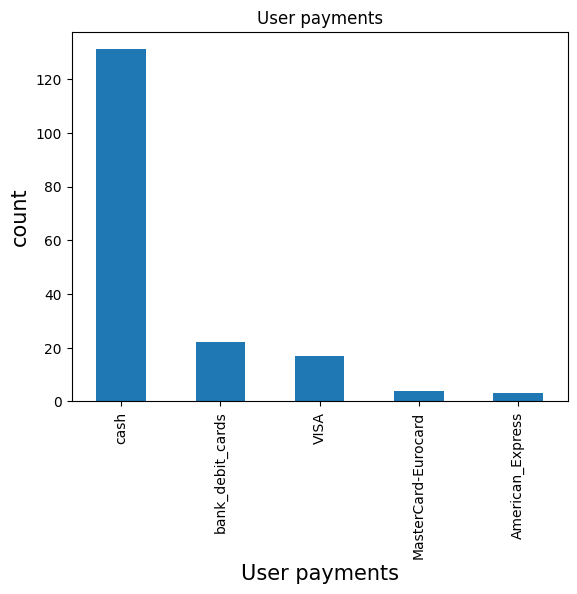 User payments
count
120
100
80
60
40
20
0
cash
bank_debit_cards
VISA
MasterCard-Eurocard
American_Express
User payments